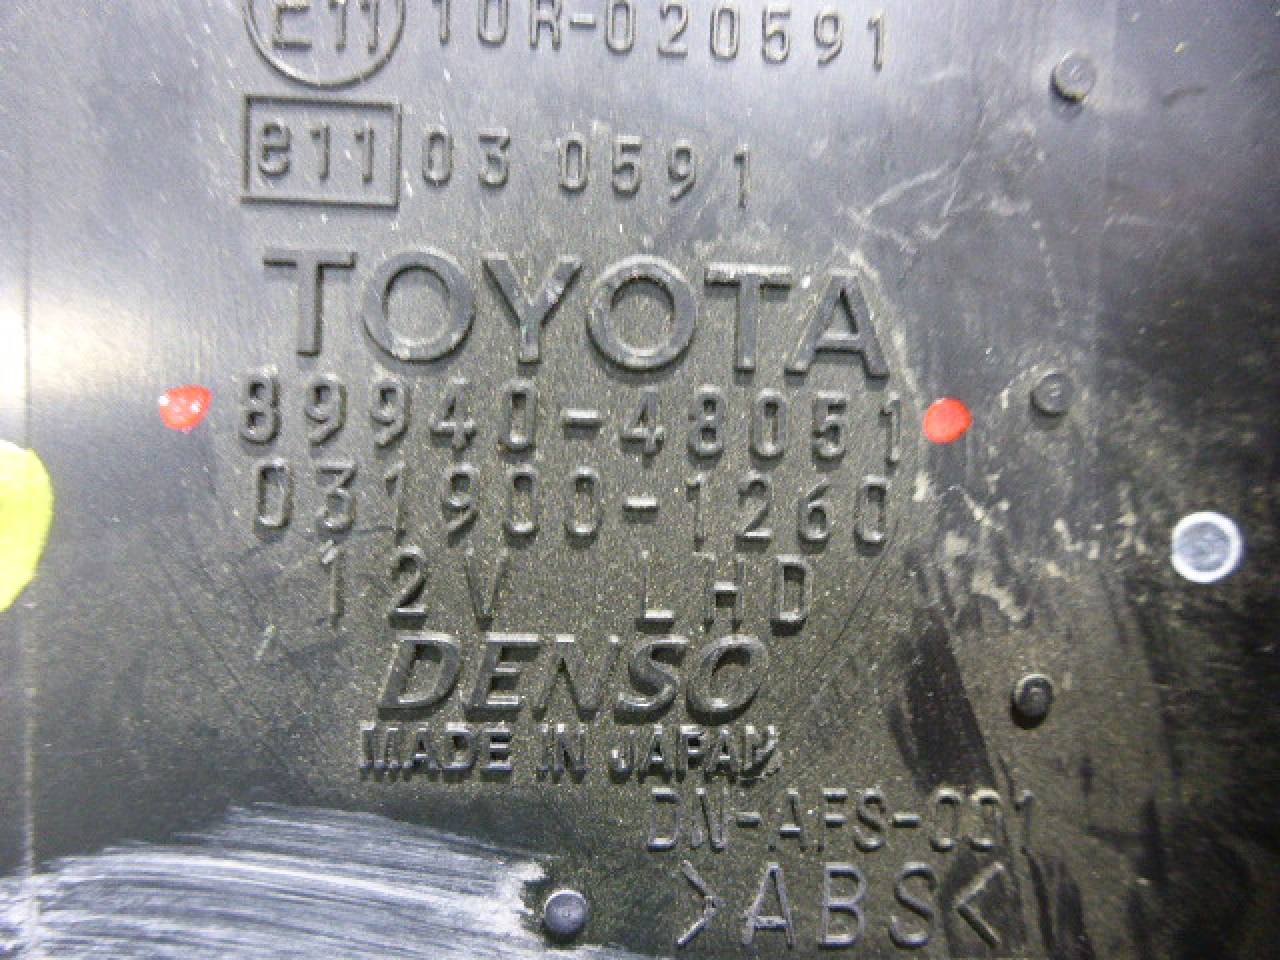 E11 10R-020591
e11 03 0591
TOYOTA
89940-48051
031900-1260
12V LHD
DENSO
MADE IN JAPAN
DN-AFS-001
>ABS<